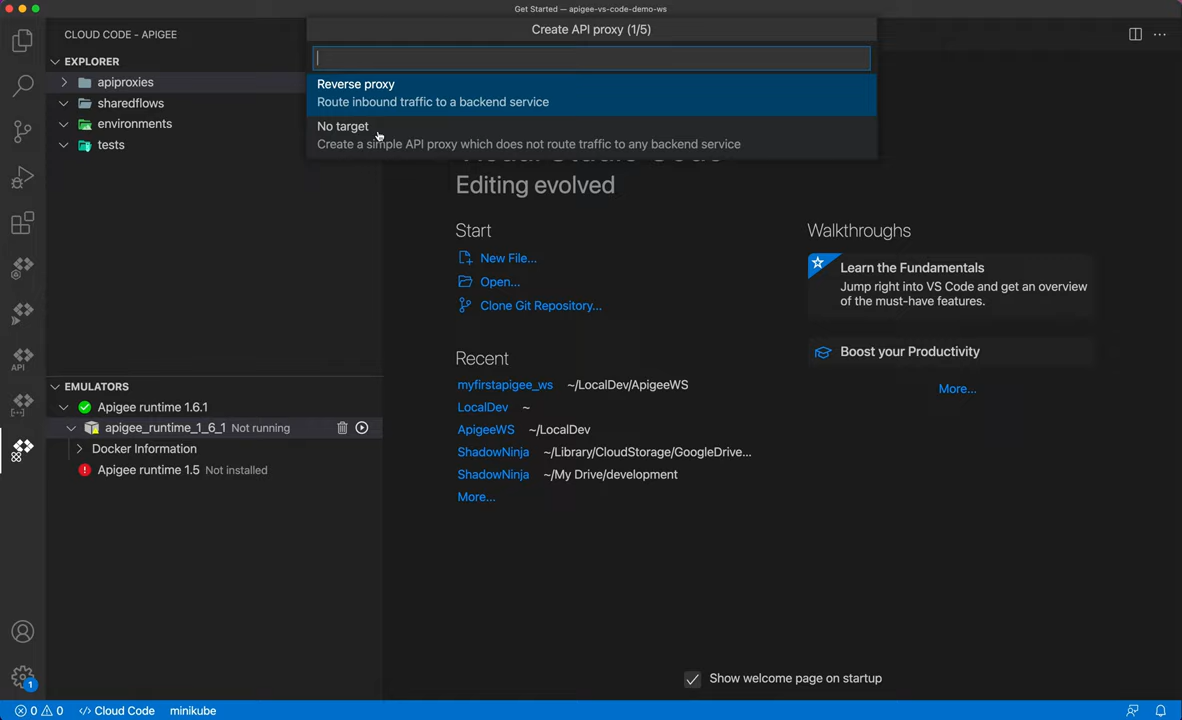 Get Started — apigee-vs-code-demo-ws
CLOUD CODE - APIGEE
Create API proxy (1/5)
EXPLORER
apiproxies
sharedflows
environments
tests
Reverse proxy
Route inbound traffic to a backend service
No target
Create a simple API proxy which does not route traffic to any backend service
Editing evolved
Start
New File...
Open...
Clone Git Repository...
Walkthroughs
Learn the Fundamentals
Jump right into VS Code and get an overview
of the must-have features.
Boost your Productivity
More...
Recent
myfirstapigee_ws ~/LocalDev/ApigeeWS
LocalDev ~
ApigeeWS ~/LocalDev
ShadowNinja ~/Library/CloudStorage/GoogleDrive...
ShadowNinja ~/My Drive/development
More...
API
EMULATORS
Apigee runtime 1.6.1
apigee_runtime_1_6_1 Not running
Docker Information
Apigee runtime 1.5 Not installed
Show welcome page on startup
1
0 0 Cloud Code minikube